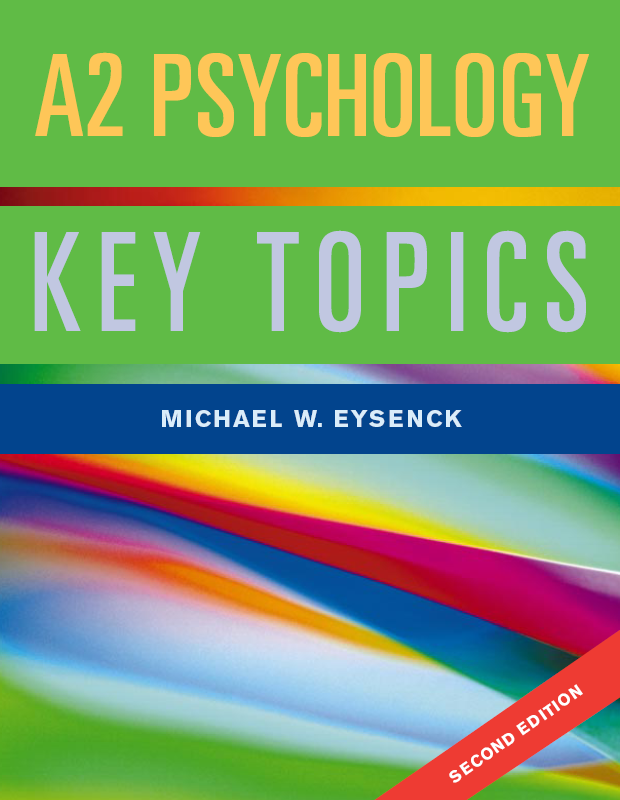 A2 PSYCHOLOGY
KEY TOPICS
MICHAEL W. EYSENCK
SECOND EDITION